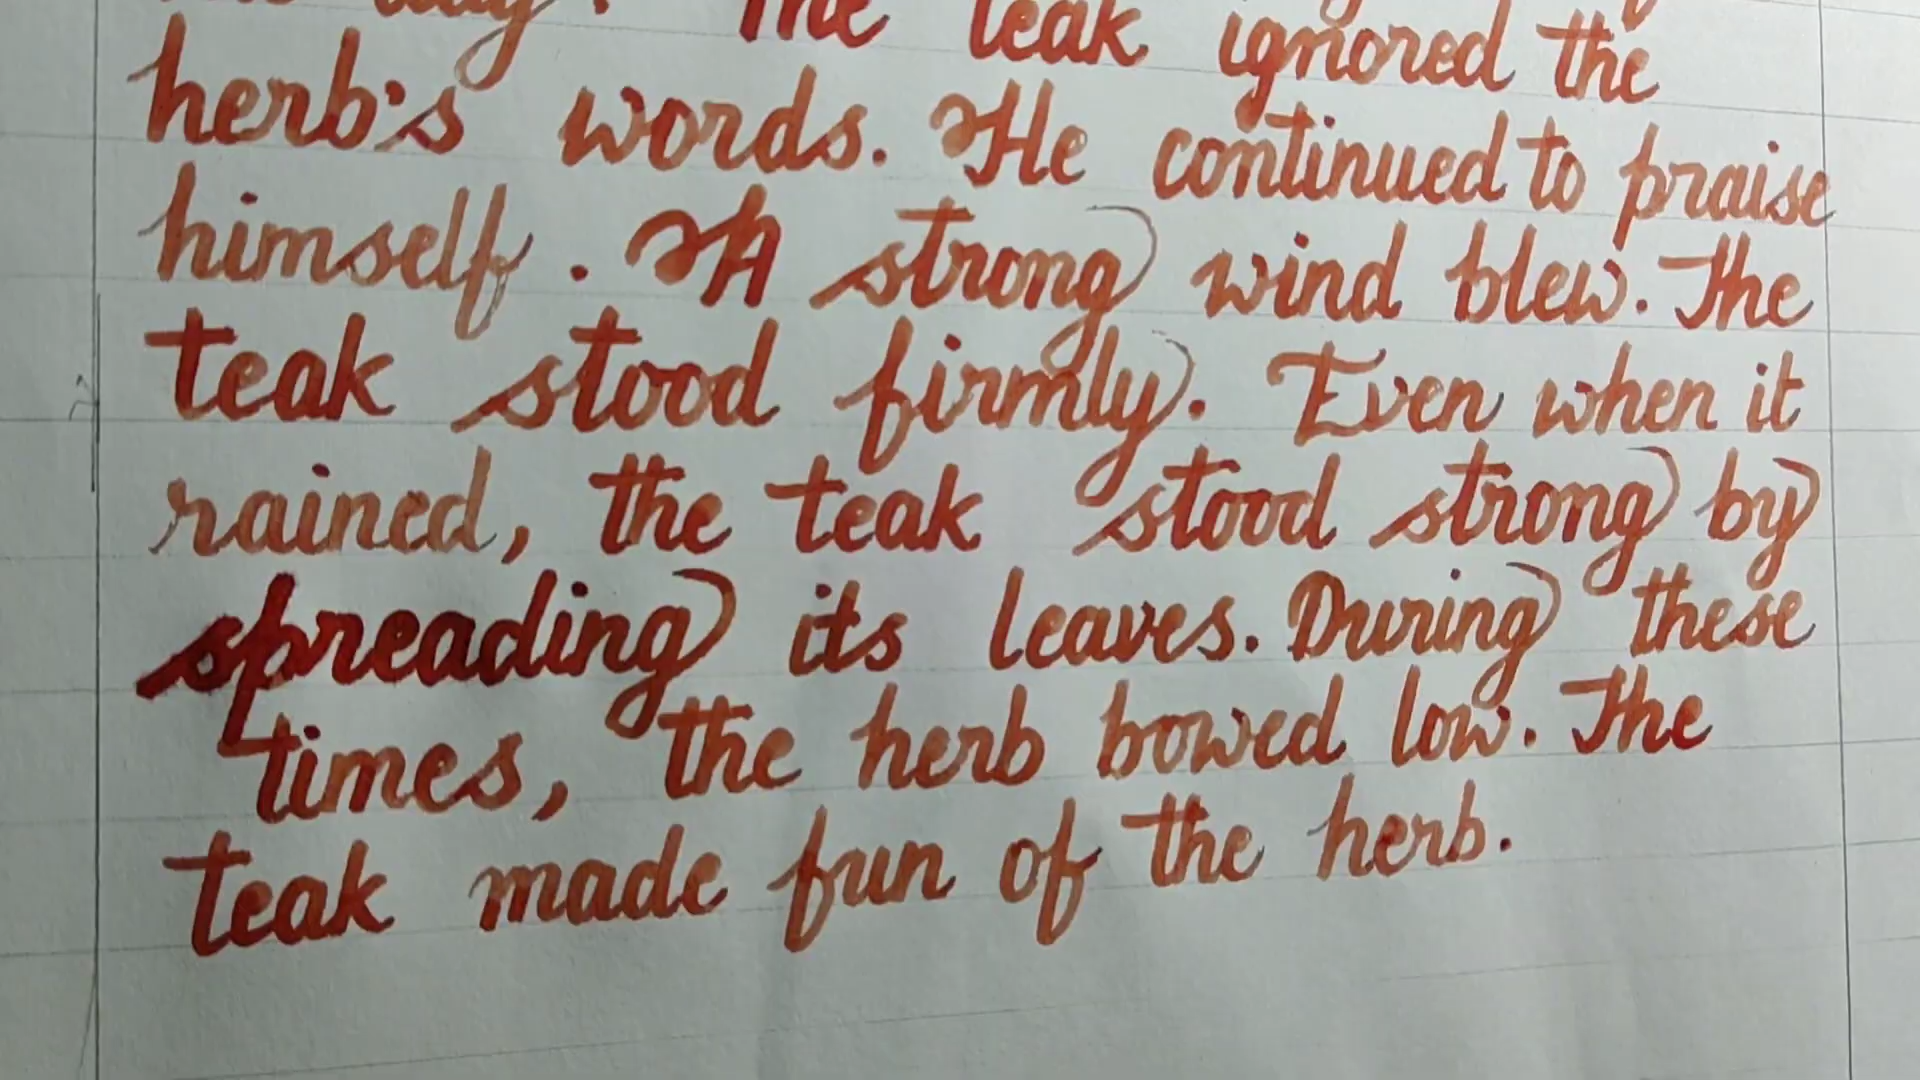 The teak ignored the
herb's words. He continued to praise
himself. A strong wind blew. The
teak stood firmly. Even when it
rained, the teak stood strong by
spreading its leaves. During these
times, the herb bowed low. The
teak made fun of the herb.